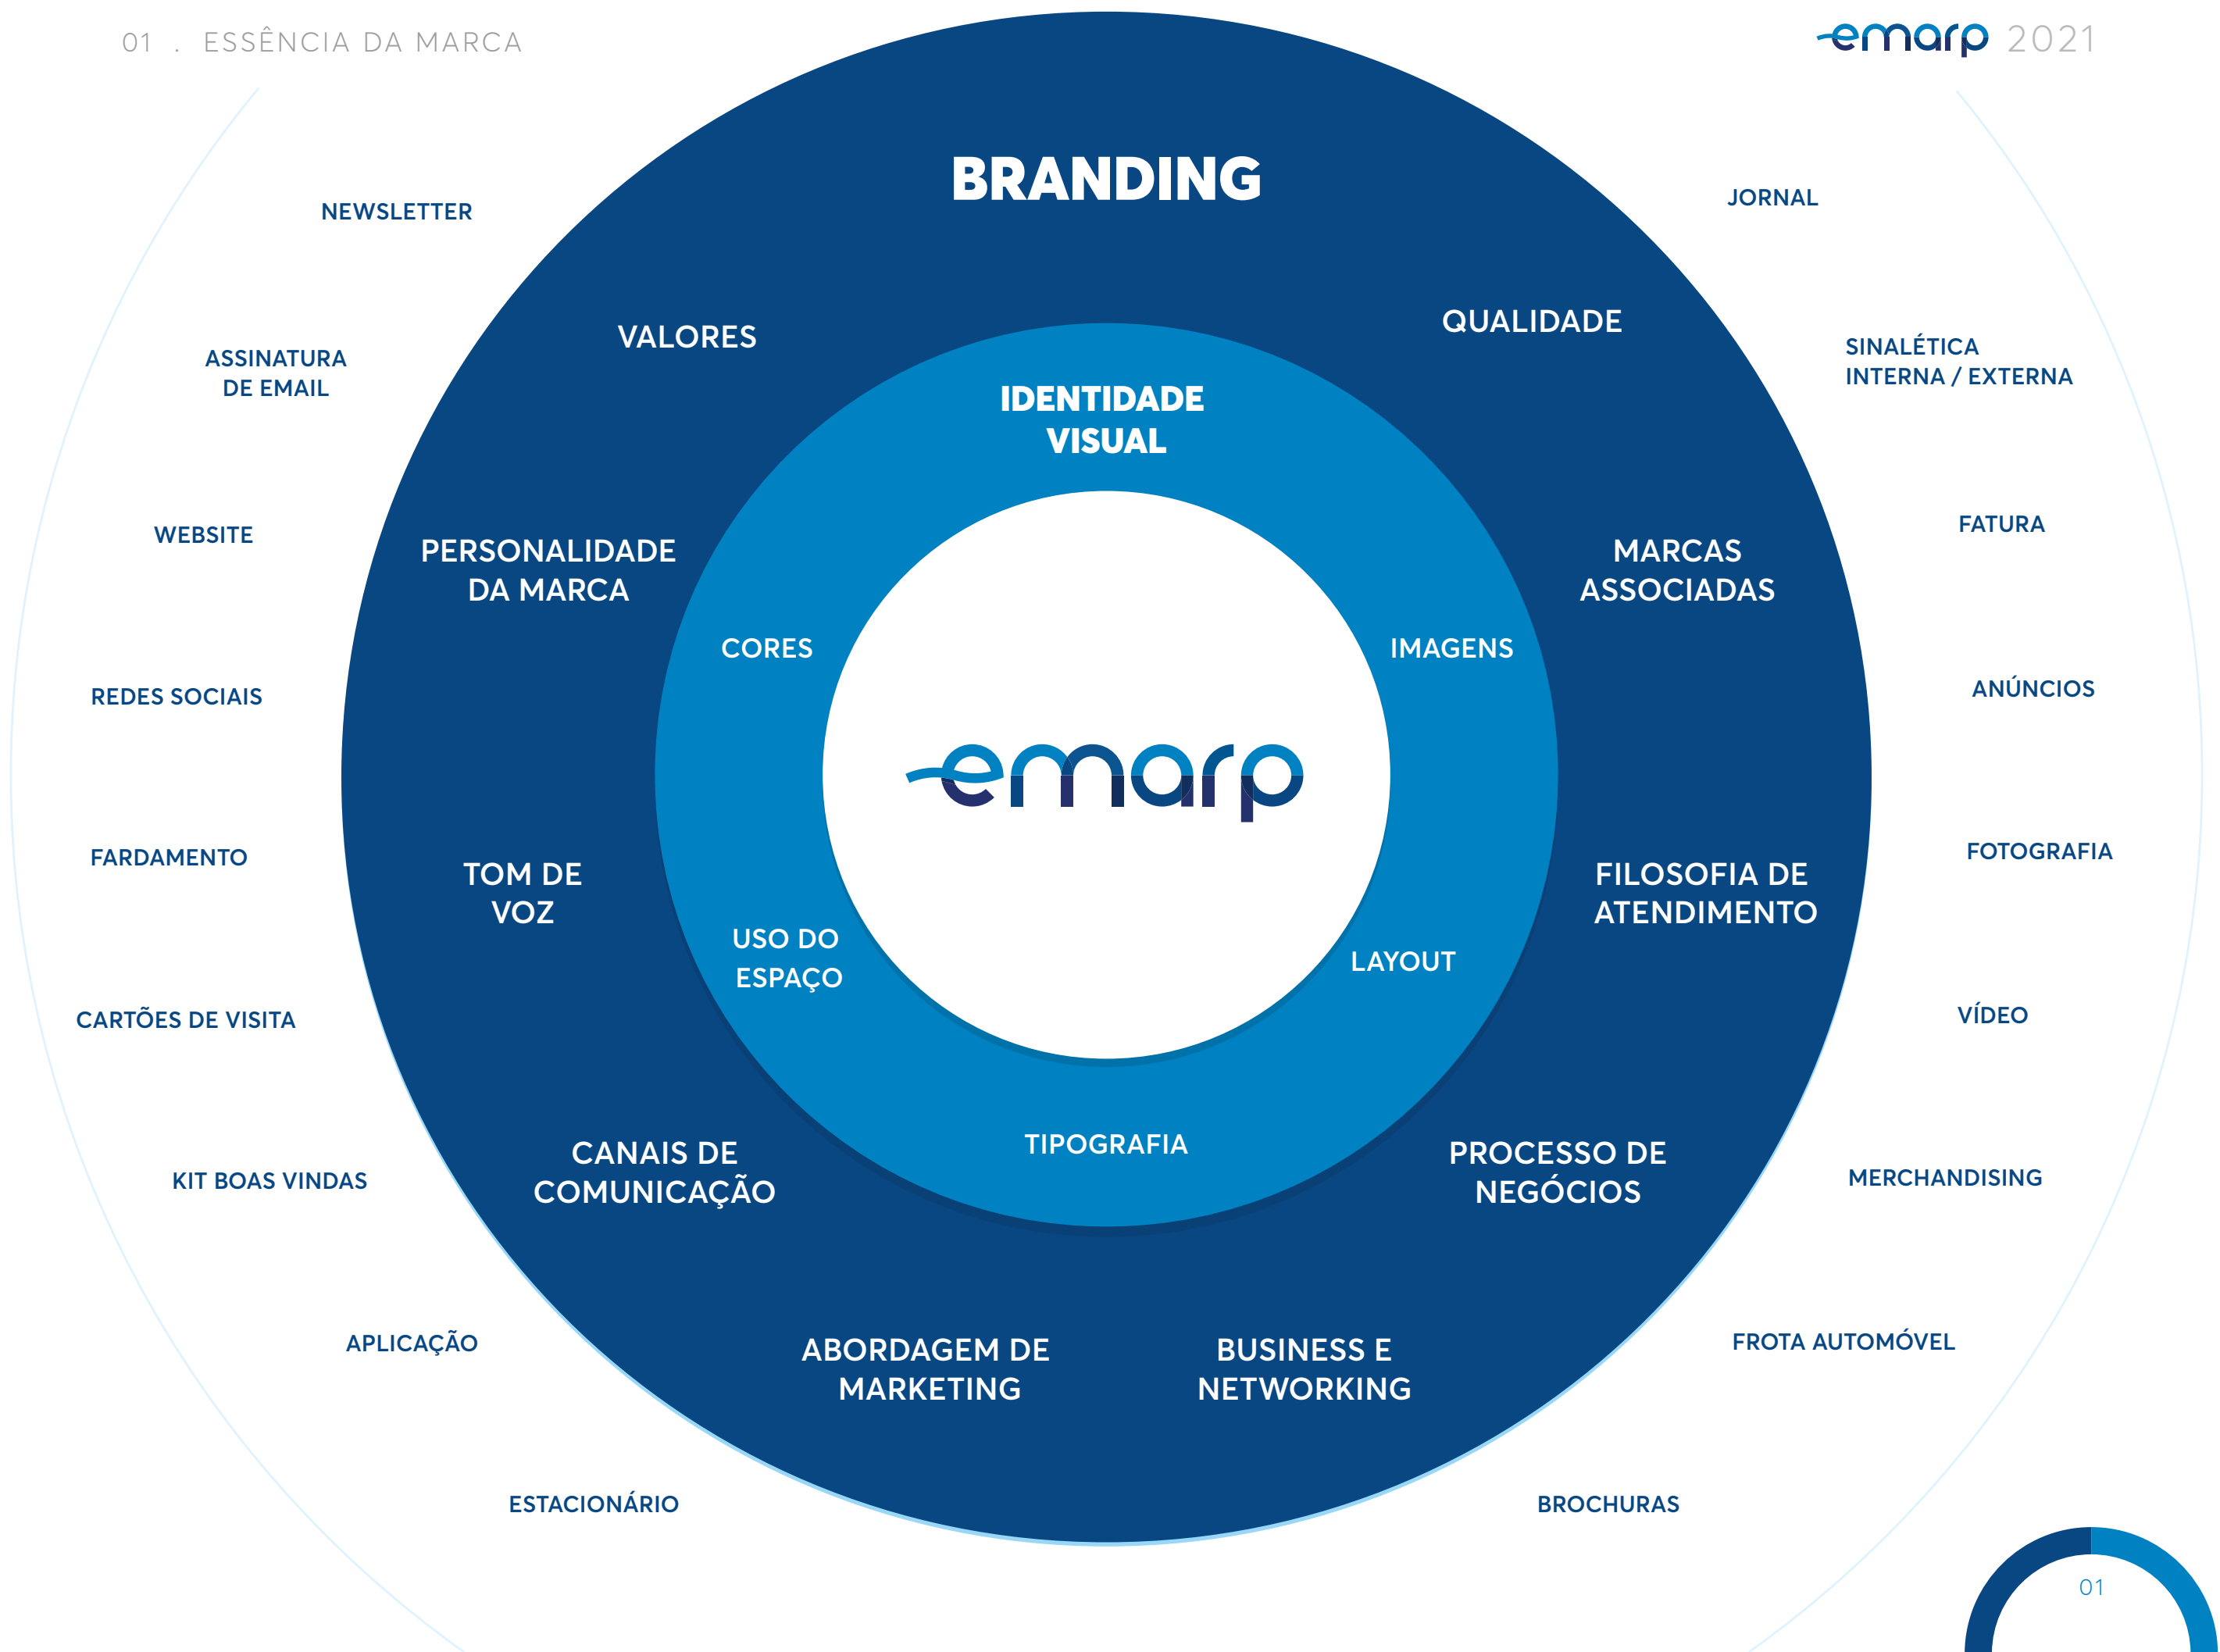 01 . ESSÊNCIA DA MARCA
emarp 2021
BRANDING
NEWSLETTER
JORNAL
VALORES
QUALIDADE
ASSINATURA
DE EMAIL
SINALÉTICA
INTERNA / EXTERNA
IDENTIDADE
VISUAL
WEBSITE
FATURA
PERSONALIDADE
DA MARCA
MARCAS
ASSOCIADAS
CORES
IMAGENS
REDES SOCIAIS
ANÚNCIOS
emarp
FARDAMENTO
FOTOGRAFIA
TOM DE
VOZ
FILOSOFIA DE
ATENDIMENTO
USO DO
ESPAÇO
LAYOUT
CARTÕES DE VISITA
VÍDEO
TIPOGRAFIA
CANAIS DE
COMUNICAÇÃO
PROCESSO DE
NEGÓCIOS
KIT BOAS VINDAS
MERCHANDISING
APLICAÇÃO
FROTA AUTOMÓVEL
ABORDAGEM DE
MARKETING
BUSINESS E
NETWORKING
ESTACIONÁRIO
BROCHURAS
01